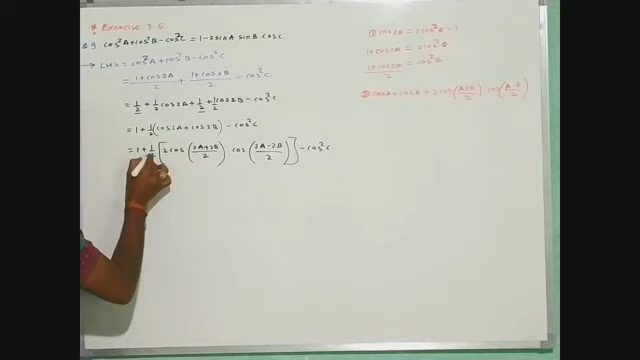 * Exercise 3.6
Q.9 cos²A+cos²B-cos²C = 1-2sinA·sinB cosC
→ LHS = cos²A+cos²B-cos²C
= (1+cos2A)/2 + (1+cos2B)/2 - cos²C
= 1/2 + 1/2 cos2A + 1/2 + 1/2 cos2B - cos²C
= 1 + 1/2(cos2A+cos2B) - cos²C
= 1 + 1/2 [2cos((2A+2B)/2) cos((2A-2B)/2)] - cos²C
① cos2θ = 2cos²θ - 1
1+cos2θ = 2cos²θ
(1+cos2θ)/2 = cos²θ
② cosA+cosB = 2cos((A+B)/2) cos((A-B)/2)